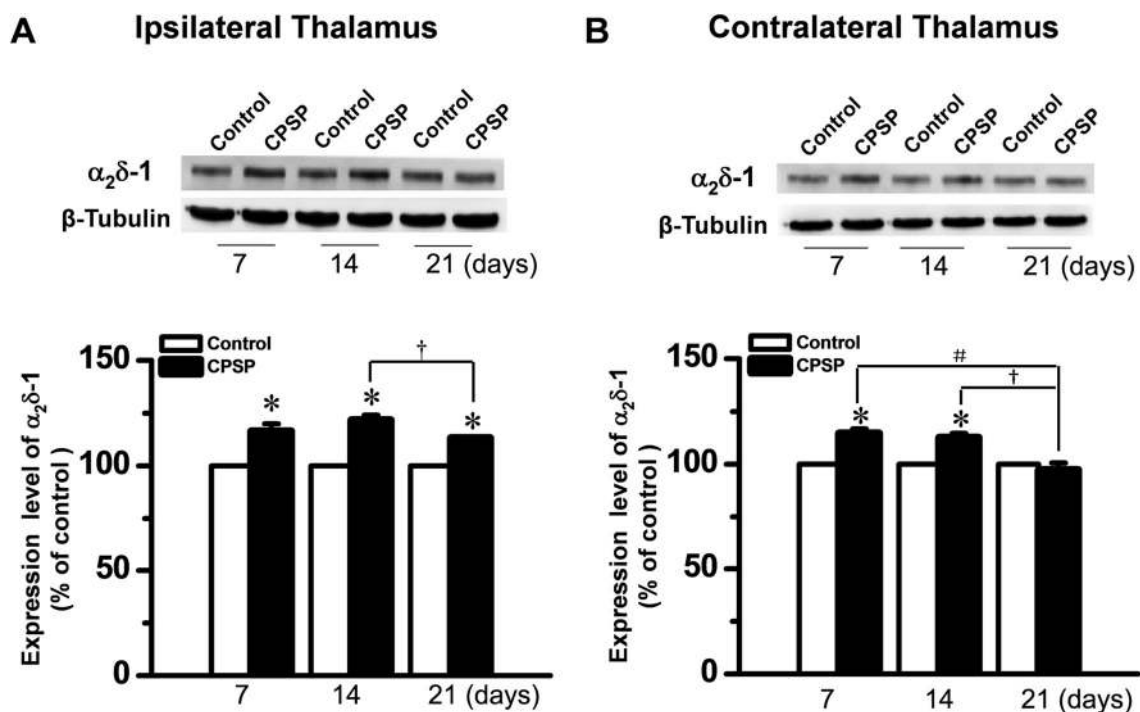 A Ipsilateral Thalamus
Control CPSP Control CPSP Control CPSP
α₂δ-1
β-Tubulin
7 14 21 (days)
150
100
50
0
Expression level of α₂δ-1
(% of control )
Control
CPSP
†
* * *
7 14 21 (days)
B Contralateral Thalamus
Control CPSP Control CPSP Control CPSP
α₂δ-1
β-Tubulin
7 14 21 (days)
150
100
50
0
Expression level of α₂δ-1
(% of control )
Control
CPSP
#
†
* *
7 14 21 (days)